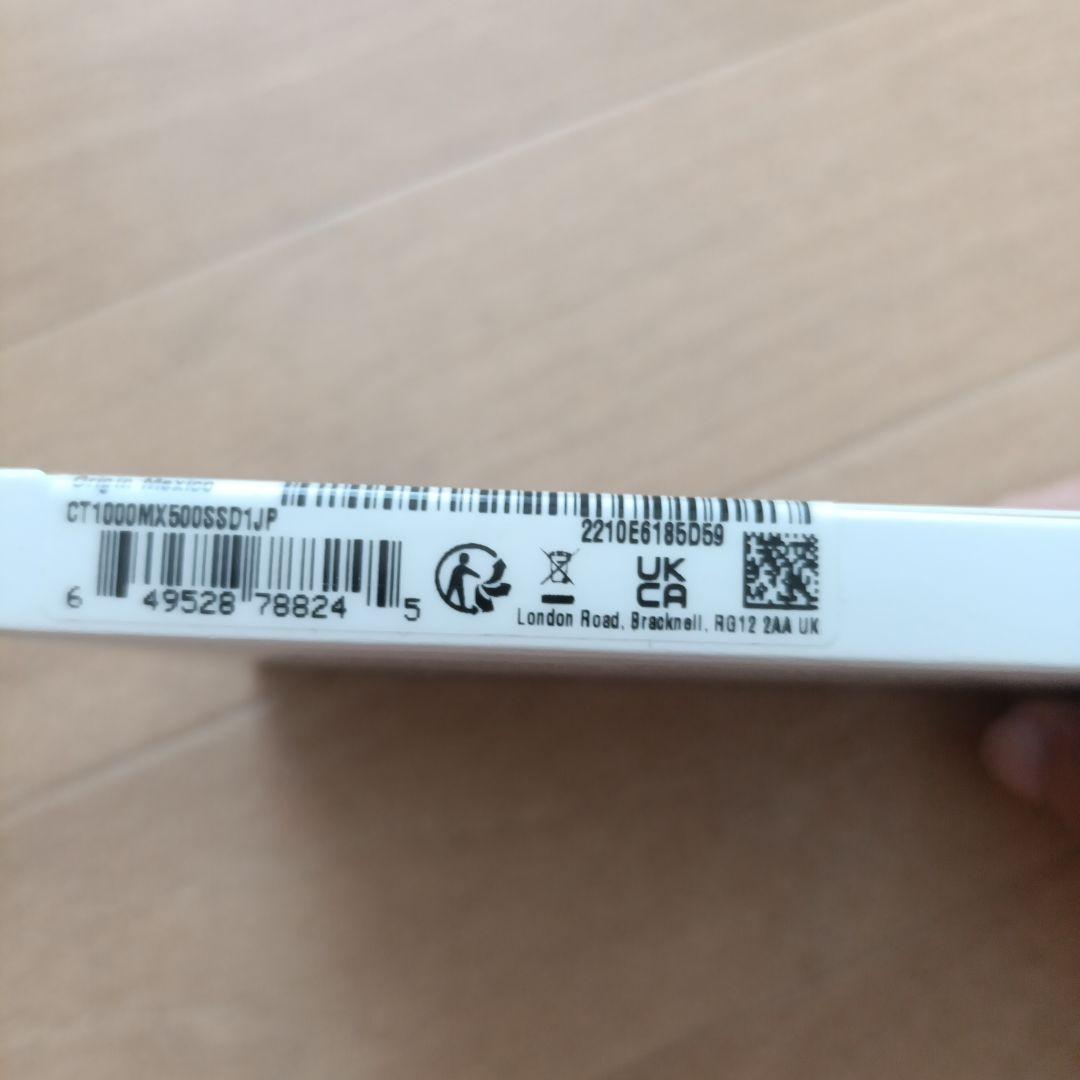 Origin Mexico
CT1000MX500SSD1JP
2210E6185D59
6 49528 78824 5
UK
CA
London Road, Bracknell, RG12 2AA UK